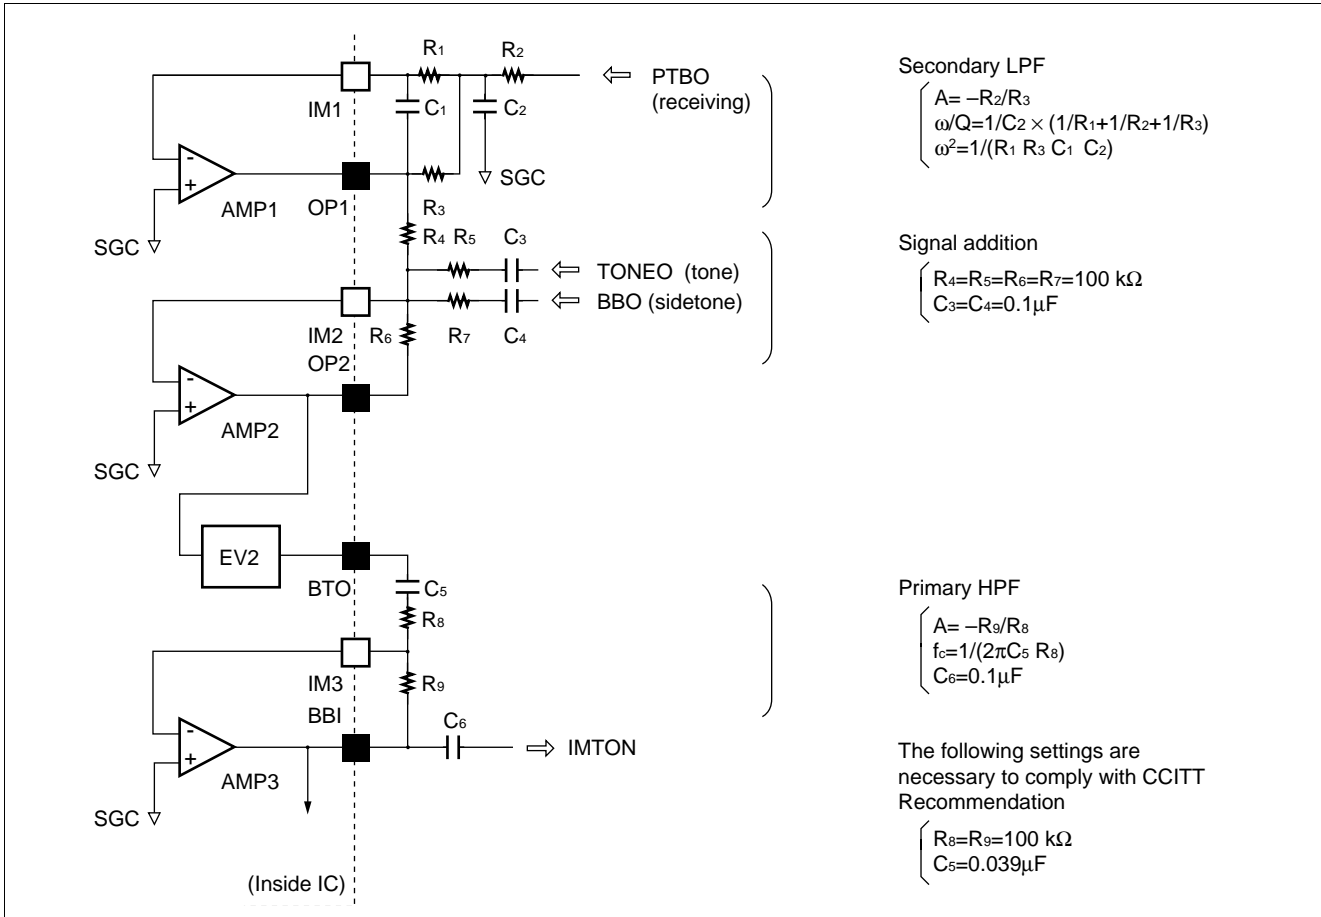 R1
R2
PTBO
(receiving)
IM1
C1
C2
-
+
AMP1
OP1
SGC
SGC
R3
R4
R5
C3
TONEO (tone)
BBO (sidetone)
IM2
R6
R7
C4
OP2
-
+
AMP2
SGC
EV2
BTO
C5
R8
IM3
R9
BBI
C6
IMTON
-
+
AMP3
SGC
(Inside IC)
Secondary LPF
A= –R2/R3
ω/Q=1/C2 × (1/R1+1/R2+1/R3)
ω²=1/(R1 R3 C1 C2)
Signal addition
R4=R5=R6=R7=100 kΩ
C3=C4=0.1µF
Primary HPF
A= –R9/R8
fc=1/(2πC5 R8)
C6=0.1µF
The following settings are
necessary to comply with CCITT
Recommendation
R8=R9=100 kΩ
C5=0.039µF